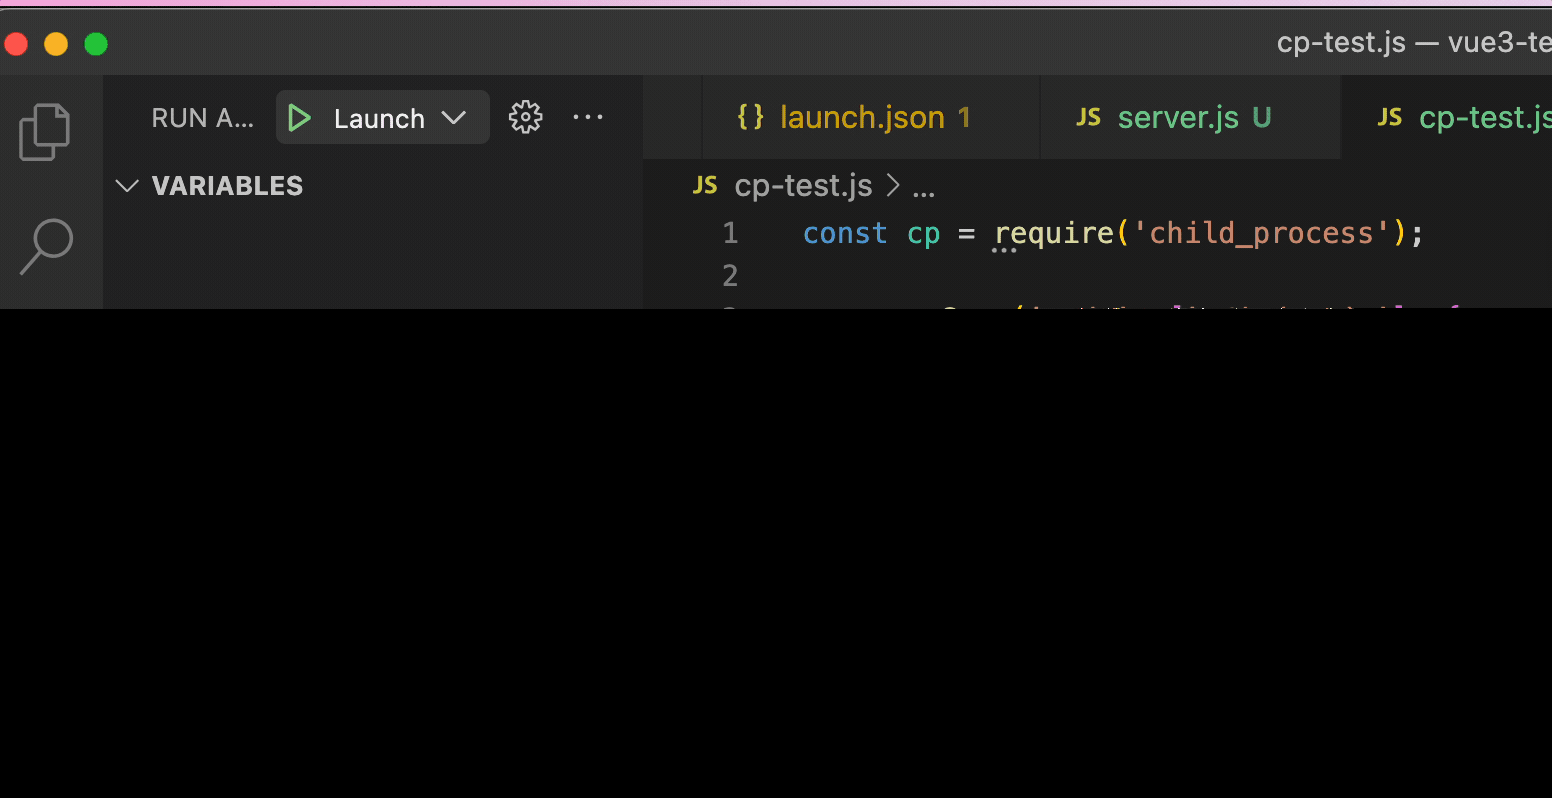 cp-test.js — vue3-te
RUN A... Launch
{} launch.json 1
JS server.js U
JS cp-test.js
VARIABLES
JS cp-test.js > ...
1 const cp = require('child_process');
2